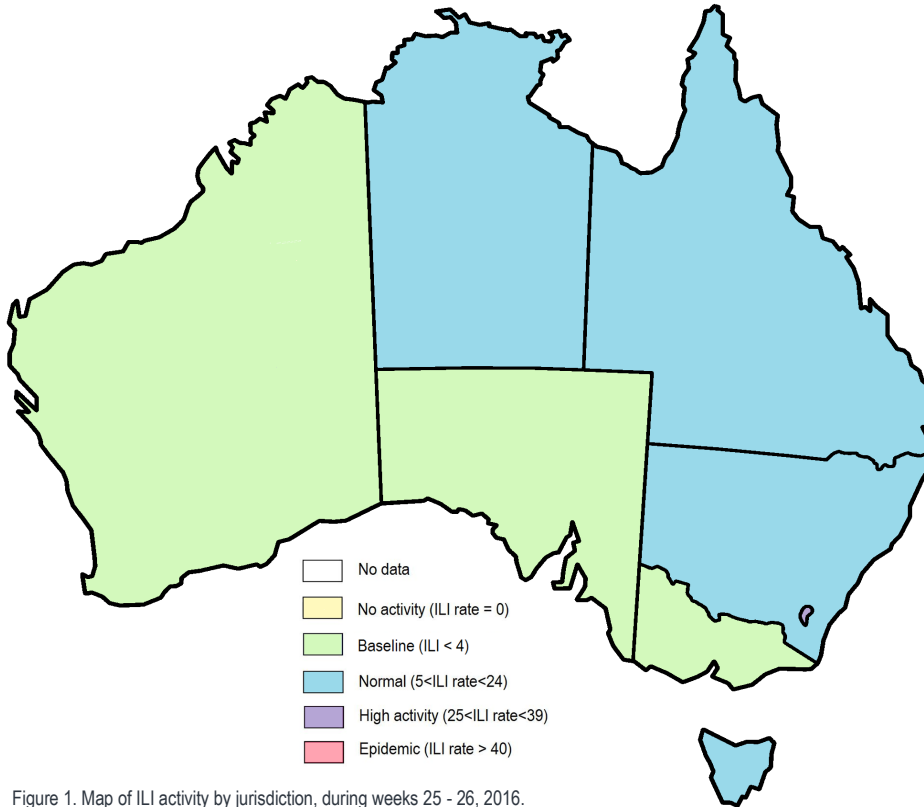 No data
No activity (ILI rate = 0)
Baseline (ILI < 4)
Normal (5<ILI rate<24)
High activity (25<ILI rate<39)
Epidemic (ILI rate > 40)
Figure 1. Map of ILI activity by jurisdiction, during weeks 25 - 26, 2016.